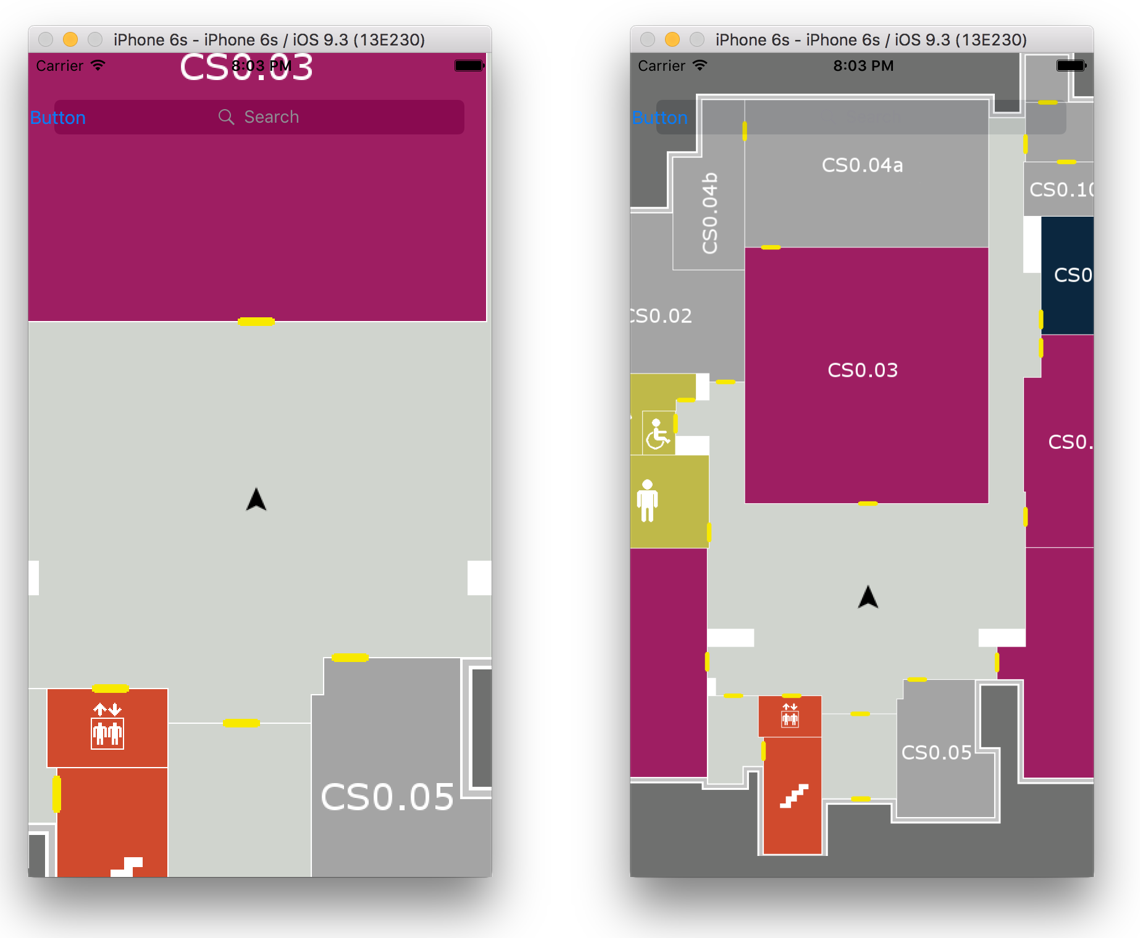 iPhone 6s - iPhone 6s / iOS 9.3 (13E230)
CS0.03
Carrier 8:03 PM
Button Search
CS0.05
iPhone 6s - iPhone 6s / iOS 9.3 (13E230)
Carrier 8:03 PM
Button
CS0.04a
CS0.04b
CS0.10
CS0
CS0.02
CS0.03
CS0.
CS0.05